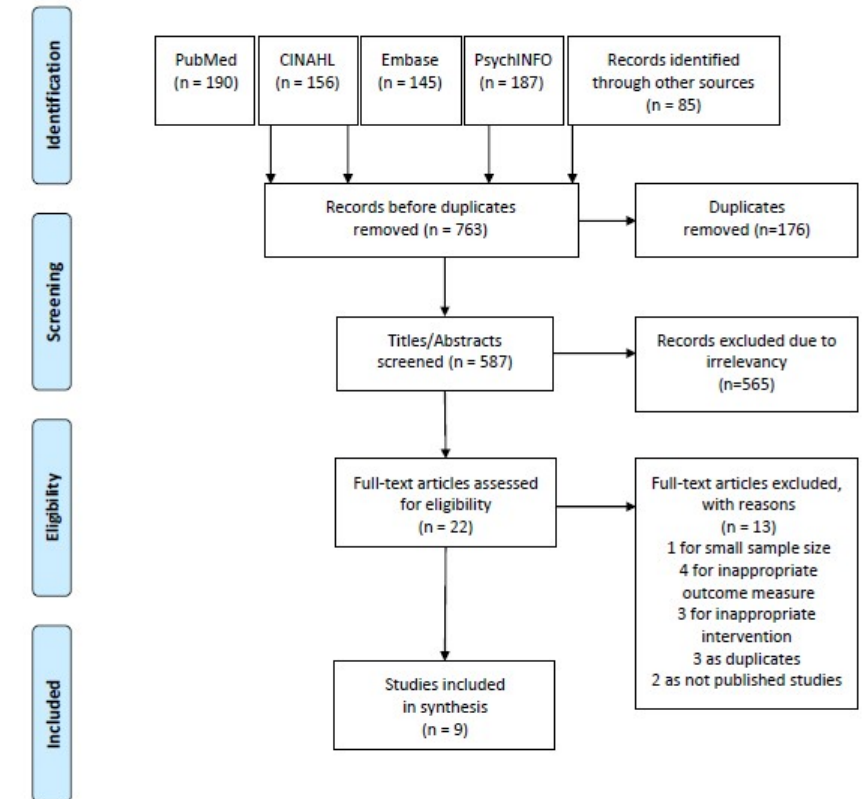 Identification
PubMed
(n = 190)
CINAHL
(n = 156)
Embase
(n = 145)
PsychINFO
(n = 187)
Records identified
through other sources
(n = 85)
Records before duplicates
removed (n = 763)
Duplicates
removed (n=176)
Screening
Titles/Abstracts
screened (n = 587)
Records excluded due to
irrelevancy
(n=565)
Eligibility
Full-text articles assessed
for eligibility
(n = 22)
Full-text articles excluded,
with reasons
(n = 13)
1 for small sample size
4 for inappropriate
outcome measure
3 for inappropriate
intervention
3 as duplicates
2 as not published studies
Included
Studies included
in synthesis
(n = 9)